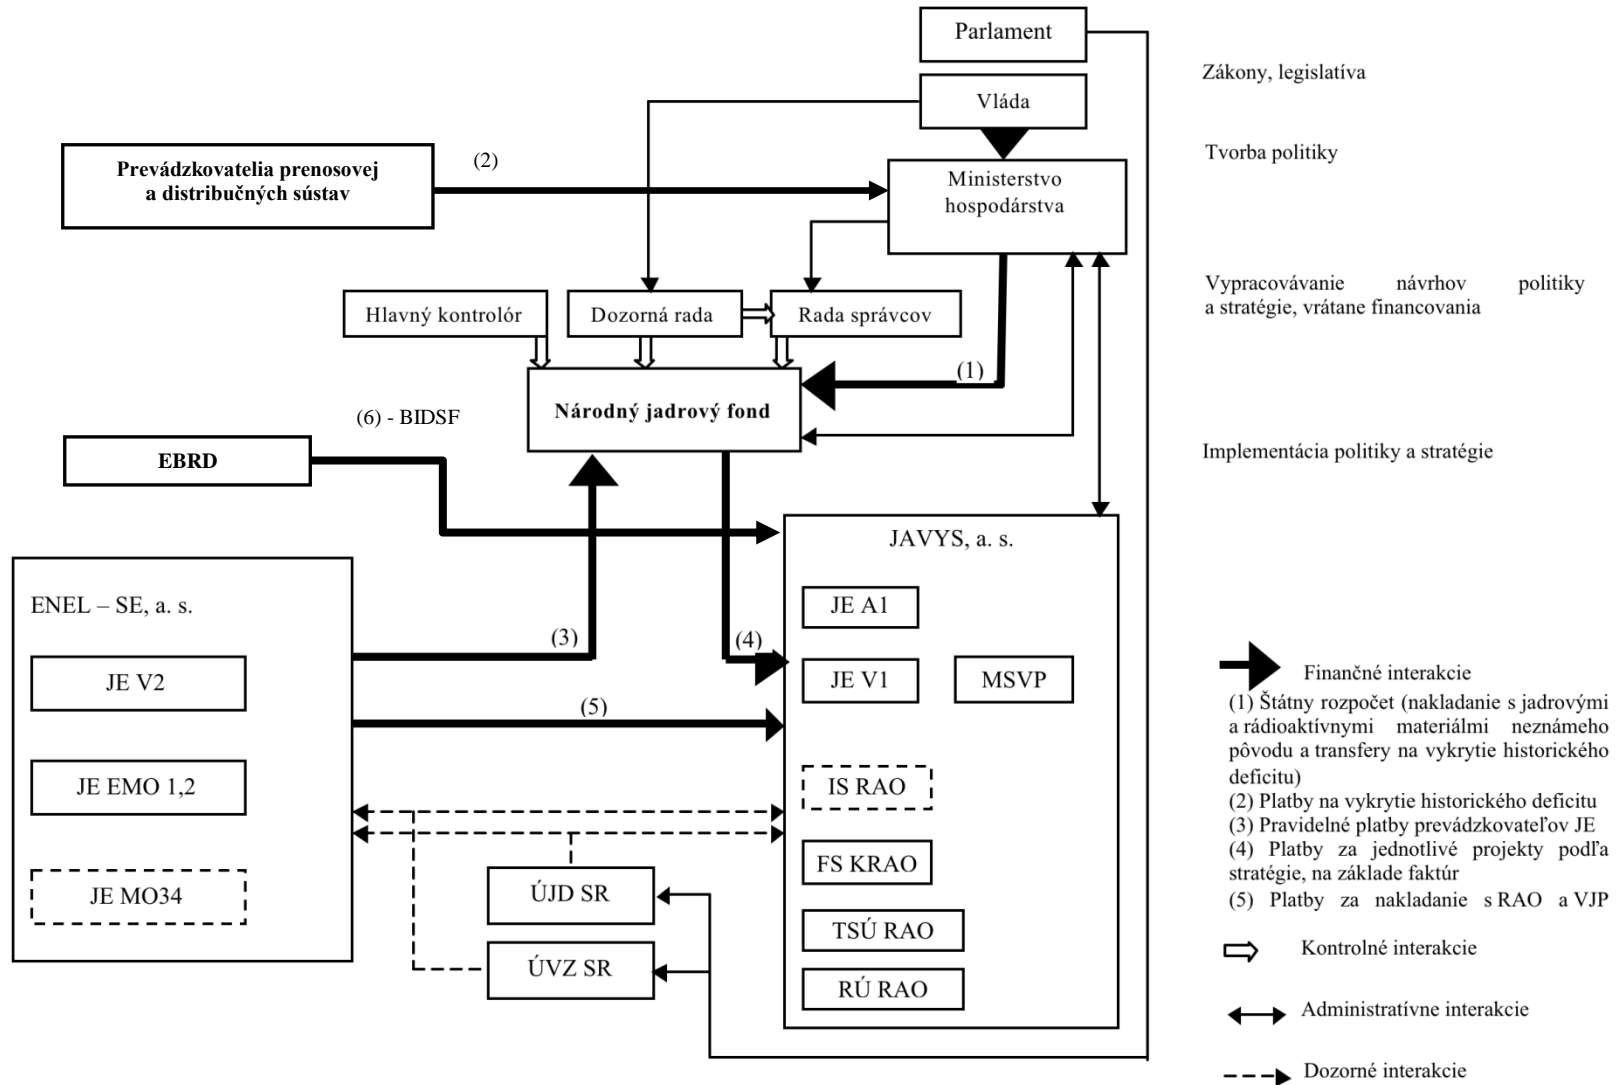 Parlament
Zákony, legislatíva
Vláda
Tvorba politiky
Prevádzkovatelia prenosovej
a distribučných sústav
(2)
Ministerstvo
hospodárstva
Vypracovávanie návrhov politiky
a stratégie, vrátane financovania
Hlavný kontrolór
Dozorná rada
Rada správcov
(1)
Národný jadrový fond
(6) - BIDSF
EBRD
Implementácia politiky a stratégie
JAVYS, a. s.
ENEL – SE, a. s.
JE A1
(3)
(4)
JE V2
JE V1
MSVP
(5)
JE EMO 1,2
IS RAO
FS KRAO
JE MO34
ÚJD SR
TSÚ RAO
ÚVZ SR
RÚ RAO
Finančné interakcie
(1) Štátny rozpočet (nakladanie s jadrovými
a rádioaktívnymi materiálmi neznámeho
pôvodu a transfery na vykrytie historického
deficitu)
(2) Platby na vykrytie historického deficitu
(3) Pravidelné platby prevádzkovateľov JE
(4) Platby za jednotlivé projekty podľa
stratégie, na základe faktúr
(5) Platby za nakladanie s RAO a VJP
Kontrolné interakcie
Administratívne interakcie
Dozorné interakcie